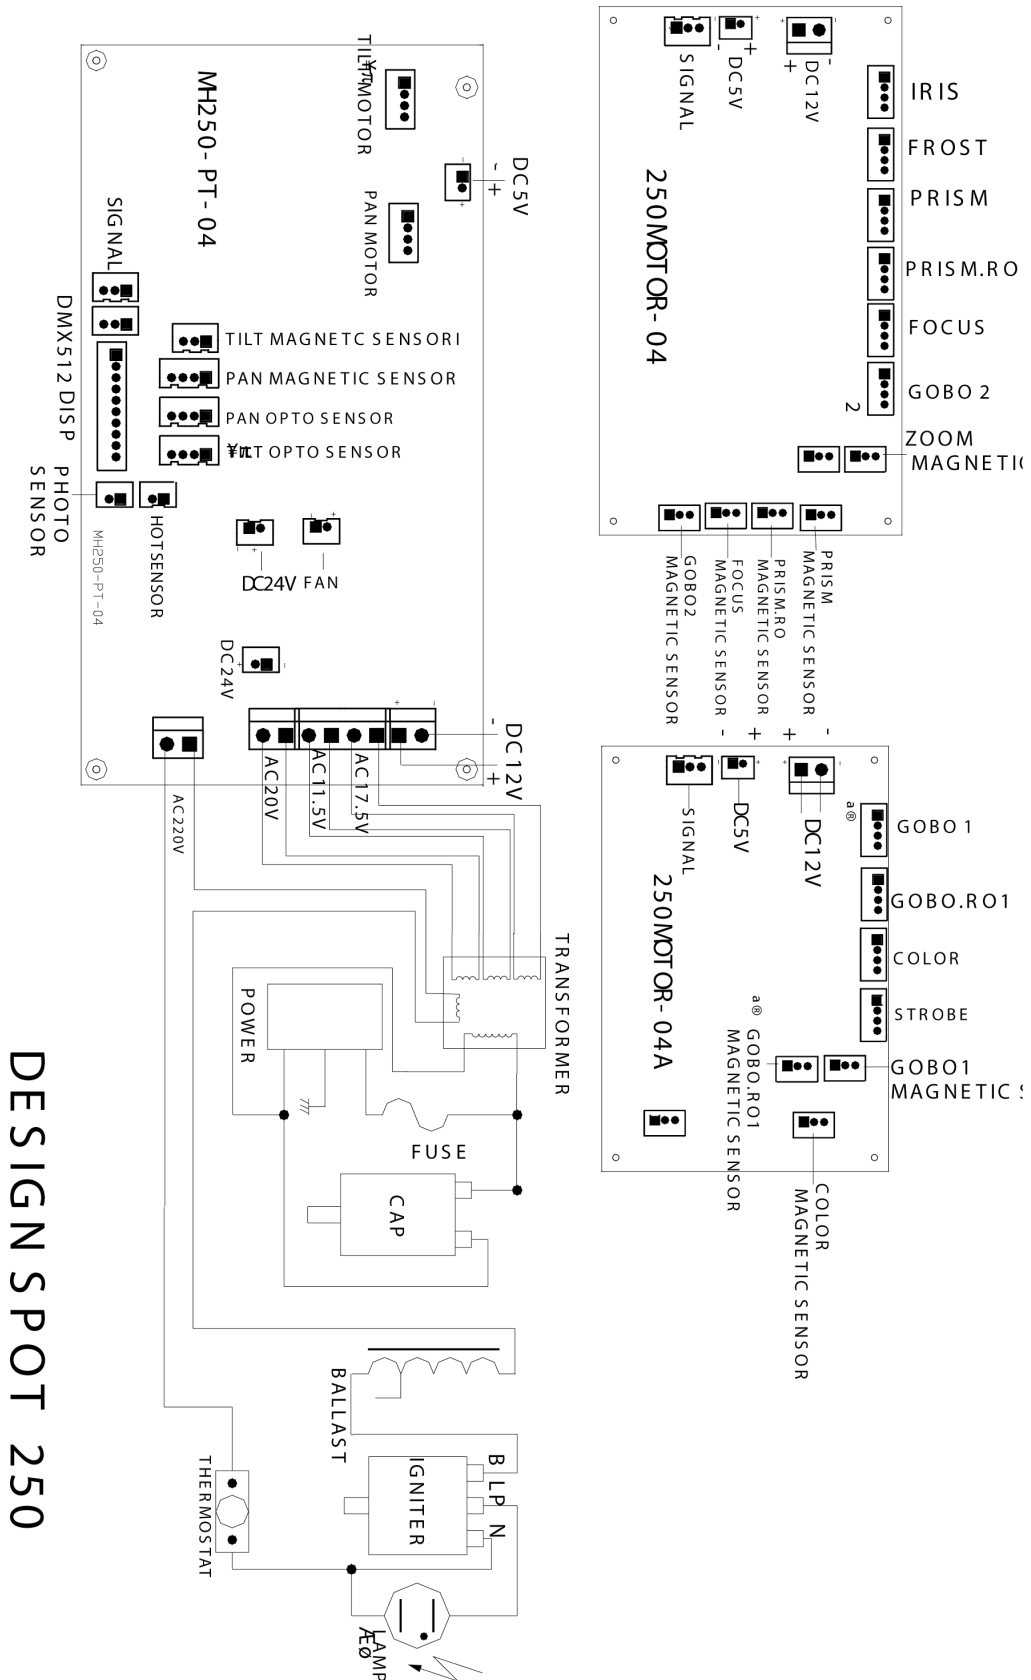 SIGNAL
DC5V
- +
DC12V
+ -
IRIS
FROST
PRISM
PRISM.RO
FOCUS
GOBO 2
2
ZOOM
MAGNETIC
250MOTOR-04
GOBO2
MAGNETIC SENSOR
FOCUS
MAGNETIC SENSOR
PRISM.RO
MAGNETIC SENSOR
PRISM
MAGNETIC SENSOR
TILT MOTOR
MH250-PT-04
DC5V
- +
PAN MOTOR
SIGNAL
DMX512 DISP
TILT MAGNETC SENSORI
PAN MAGNETIC SENSOR
PAN OPTO SENSOR
TILT OPTO SENSOR
PHOTO
SENSOR
HOTSENSOR
MH250-PT-04
DC24V
FAN
DC24V
DC12V
- +
AC20V
AC11.5V
AC17.5V
AC220V
- + + -
SIGNAL
DC5V
DC12V
a®
GOBO 1
GOBO.RO1
COLOR
STROBE
GOBO1
MAGNETIC S
250MOTOR-04A
a®
GOBO.RO1
MAGNETIC SENSOR
COLOR
MAGNETIC SENSOR
TRANSFORMER
POWER
FUSE
CAP
BALLAST
IGNITER
B LP N
THERMOSTAT
LAMP
ÆØ
DESIGN SPOT 250